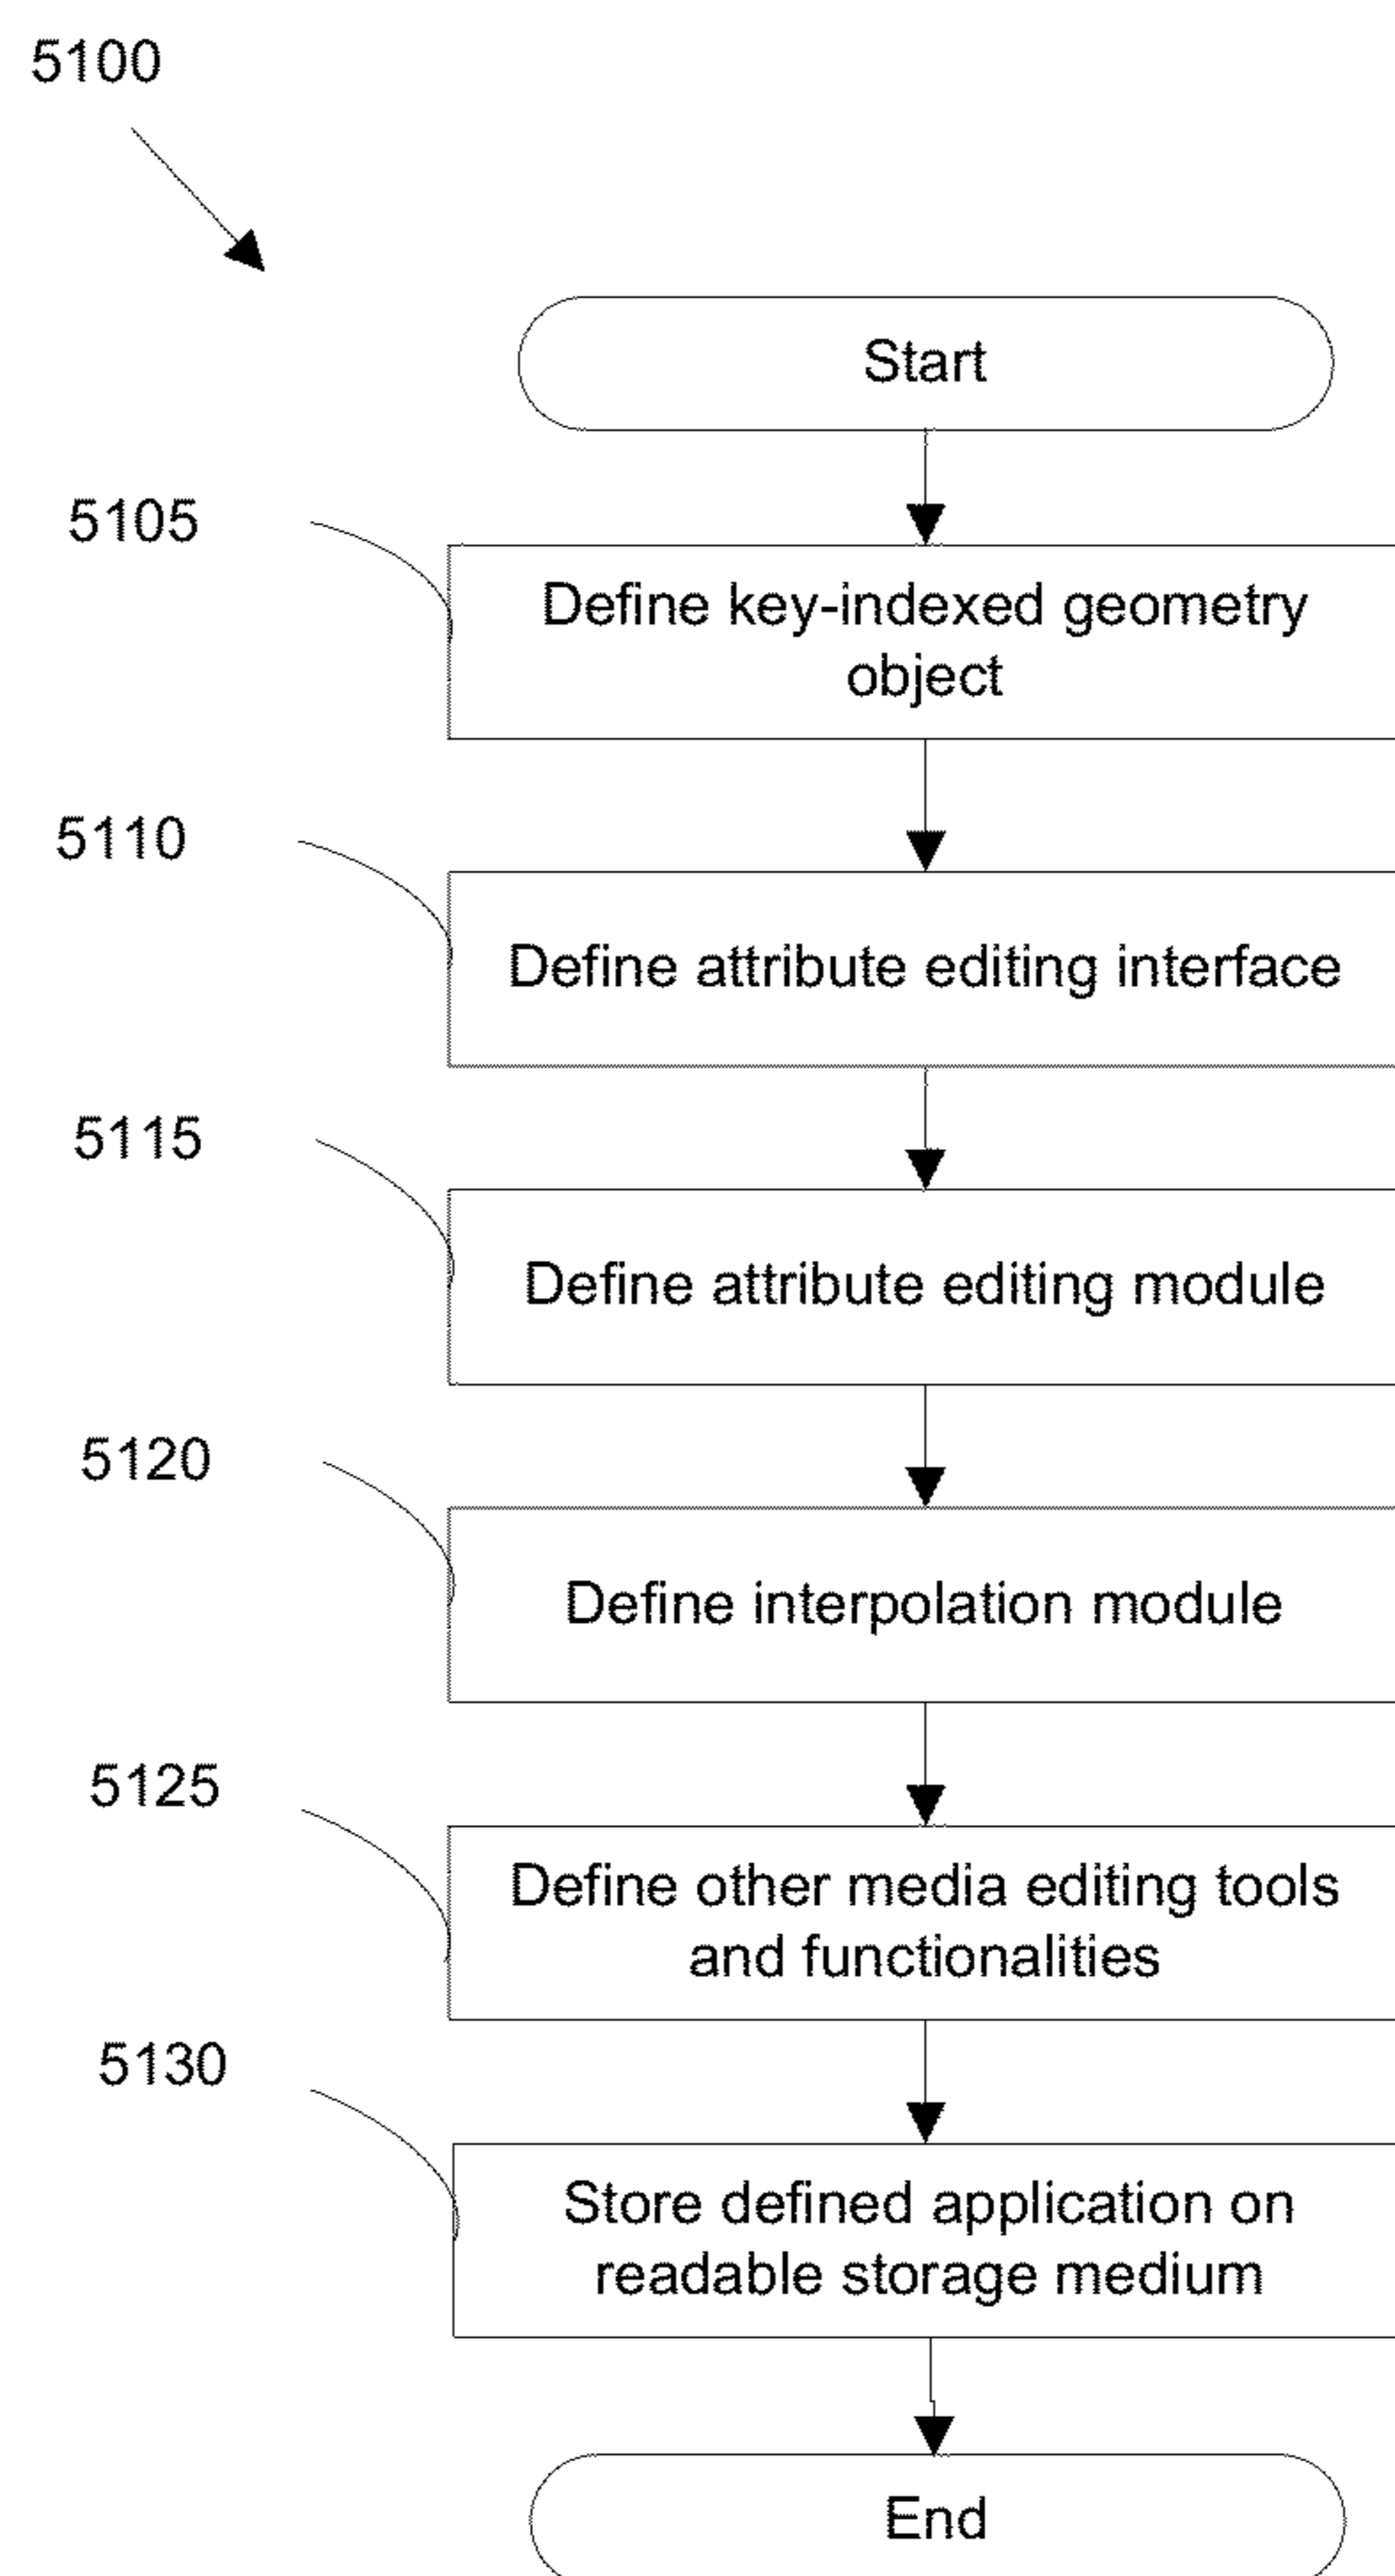 5100
Start
5105
Define key-indexed geometry
object
5110
Define attribute editing interface
5115
Define attribute editing module
5120
Define interpolation module
5125
Define other media editing tools
and functionalities
5130
Store defined application on
readable storage medium
End